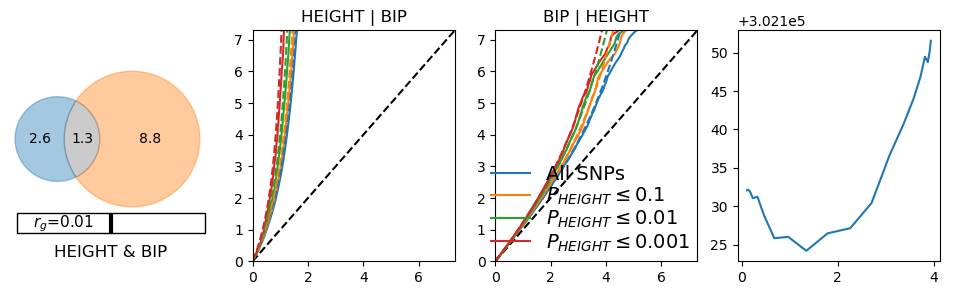 HEIGHT | BIP
BIP | HEIGHT
+3.021e5
2.6 1.3 8.8
r_g=0.01
HEIGHT & BIP
7
6
5
4
3
2
1
0
0 2 4 6
7
6
5
4
3
2
1
0
0 2 4 6
All SNPs
P_HEIGHT ≤ 0.1
P_HEIGHT ≤ 0.01
P_HEIGHT ≤ 0.001
50
45
40
35
30
25
0 2 4